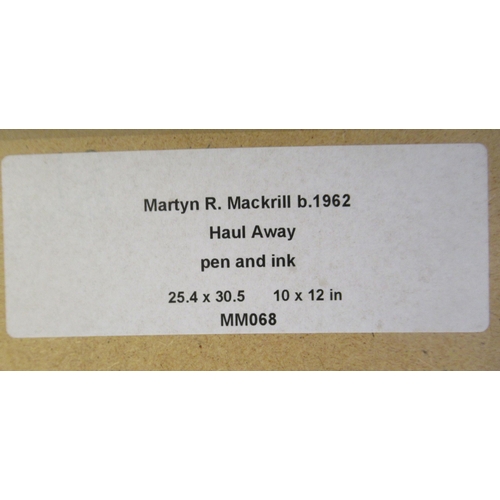 Martyn R. Mackrill b.1962
Haul Away
pen and ink
25.4 x 30.5 10 x 12 in
MM068